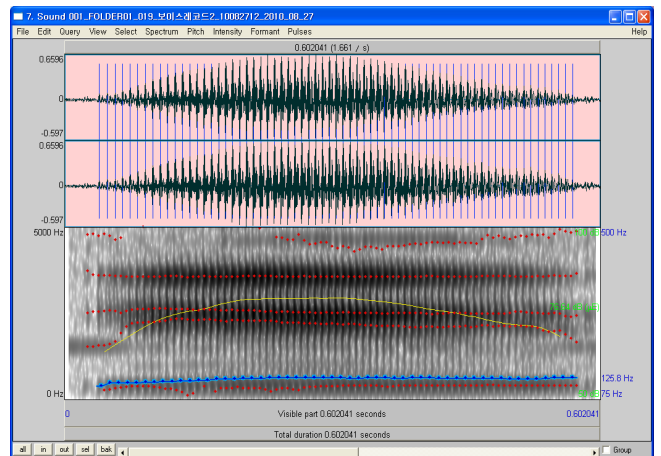 7. Sound 001_FOLDER01_019_보이스레코드2_10082712_2010_08_27
File Edit Query View Select Spectrum Pitch Intensity Formant Pulses Help
0.602041 (1.661 / s)
0.6596
0
-0.597
0.6596
0
-0.597
5000 Hz
500 Hz
125.8 Hz
0 Hz
75 Hz
0
Visible part 0.602041 seconds
0.602041
Total duration 0.602041 seconds
all in out sel bak
Group